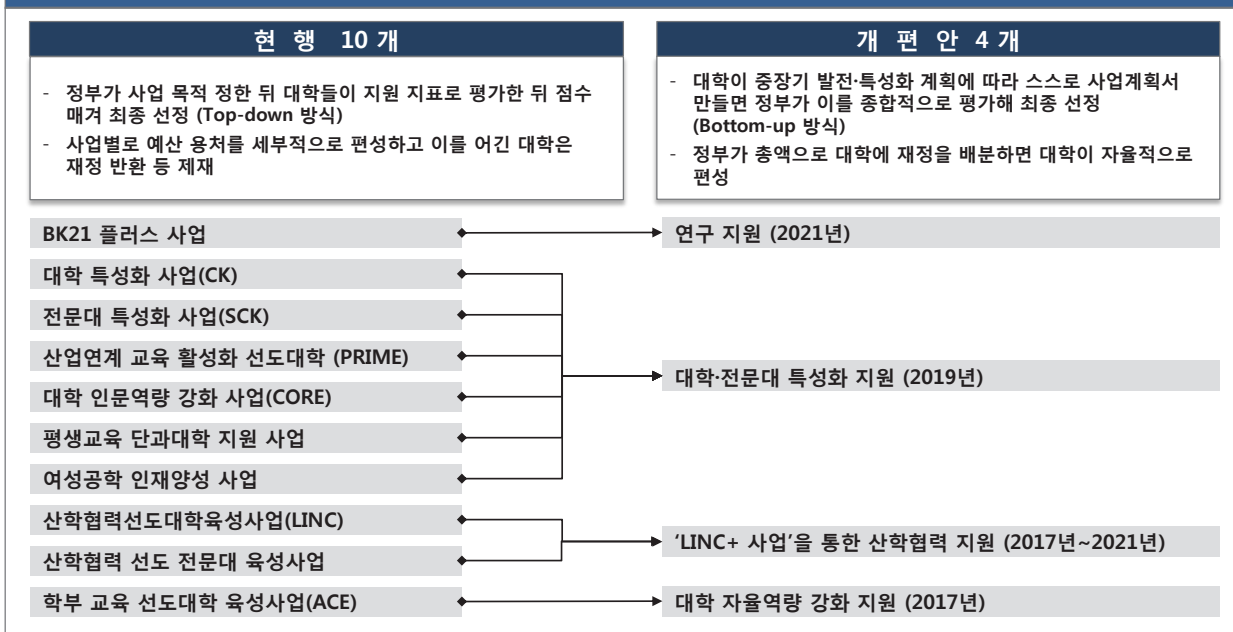 현 행 10개
- 정부가 사업 목적 정한 뒤 대학들이 지원 지표로 평가한 뒤 점수
매겨 최종 선정 (Top-down 방식)
- 사업별로 예산 용처를 세부적으로 편성하고 이를 어긴 대학은
재정 반환 등 제재
개 편 안 4개
- 대학이 중장기 발전·특성화 계획에 따라 스스로 사업계획서
만들면 정부가 이를 종합적으로 평가해 최종 선정
(Bottom-up 방식)
- 정부가 총액으로 대학에 재정을 배분하면 대학이 자율적으로
편성
BK21 플러스 사업
대학 특성화 사업(CK)
전문대 특성화 사업(SCK)
산업연계 교육 활성화 선도대학 (PRIME)
대학 인문역량 강화 사업(CORE)
평생교육 단과대학 지원 사업
여성공학 인재양성 사업
산학협력선도대학육성사업(LINC)
산학협력 선도 전문대 육성사업
학부 교육 선도대학 육성사업(ACE)
연구 지원 (2021년)
대학·전문대 특성화 지원 (2019년)
‘LINC+ 사업’을 통한 산학협력 지원 (2017년~2021년)
대학 자율역량 강화 지원 (2017년)